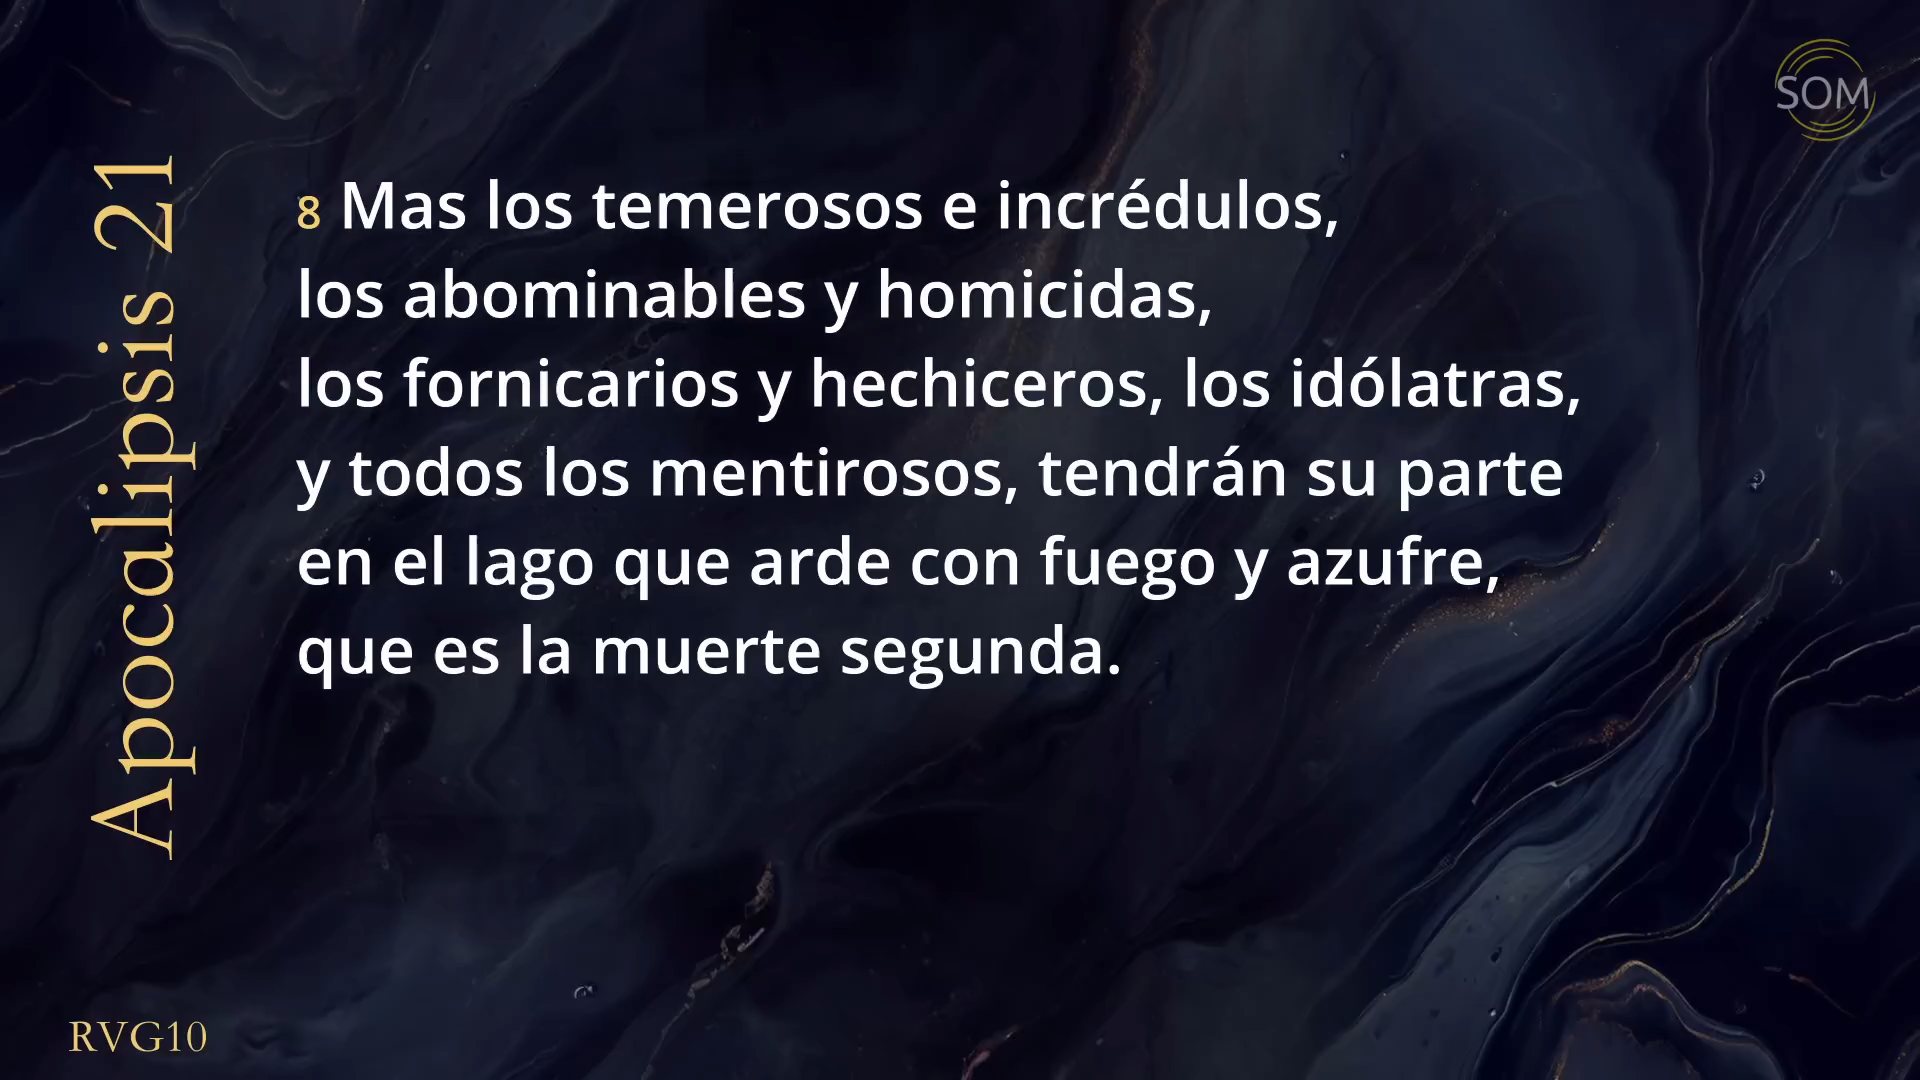 Apocalipsis 21
8 Mas los temerosos e incrédulos,
los abominables y homicidas,
los fornicarios y hechiceros, los idólatras,
y todos los mentirosos, tendrán su parte
en el lago que arde con fuego y azufre,
que es la muerte segunda.
RVG10
SOM